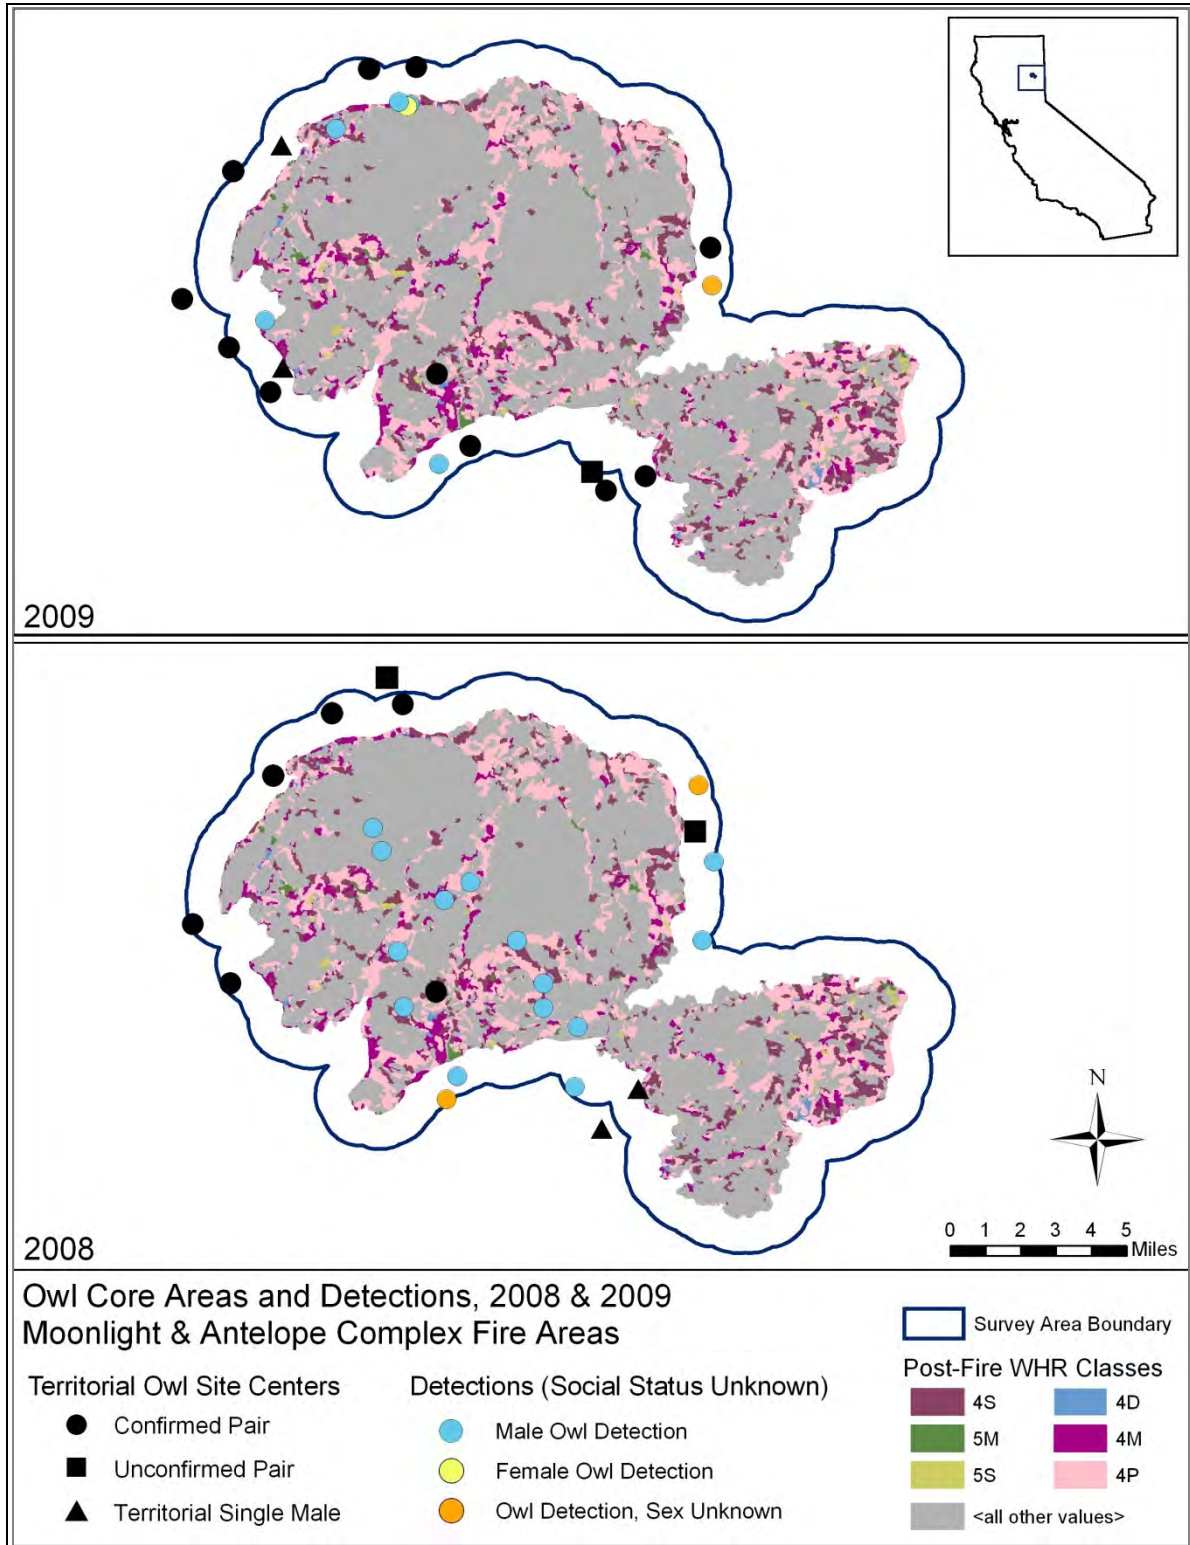 2009
2008
N
0 1 2 3 4 5
Miles
Owl Core Areas and Detections, 2008 & 2009
Moonlight & Antelope Complex Fire Areas
Territorial Owl Site Centers
Confirmed Pair
Unconfirmed Pair
Territorial Single Male
Detections (Social Status Unknown)
Male Owl Detection
Female Owl Detection
Owl Detection, Sex Unknown
Survey Area Boundary
Post-Fire WHR Classes
4S 4D
5M 4M
5S 4P
<all other values>